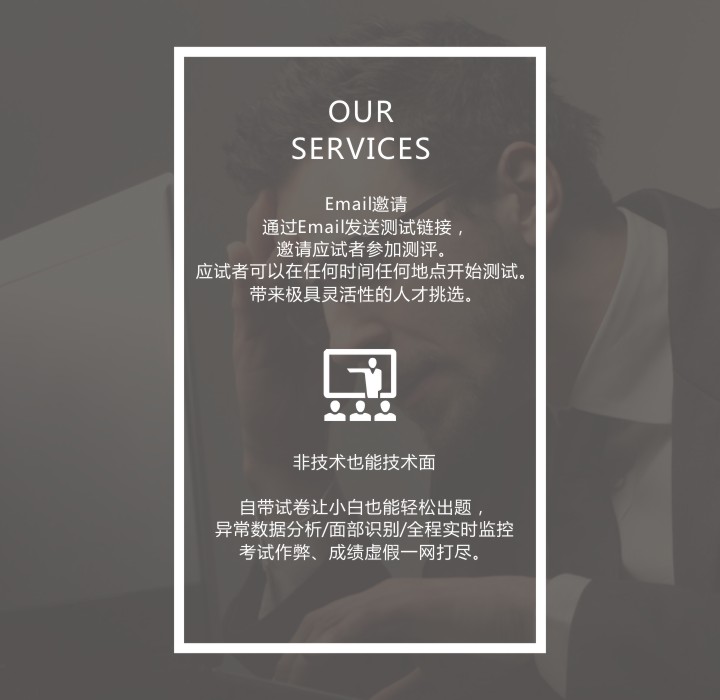 OUR
SERVICES
Email邀请
通过Email发送测试链接，
邀请应试者参加测评。
应试者可以在任何时间任何地点开始测试。
带来极具灵活性的人才挑选。
非技术也能技术面
自带试卷让小白也能轻松出题，
异常数据分析/面部识别/全程实时监控
考试作弊、成绩虚假一网打尽。